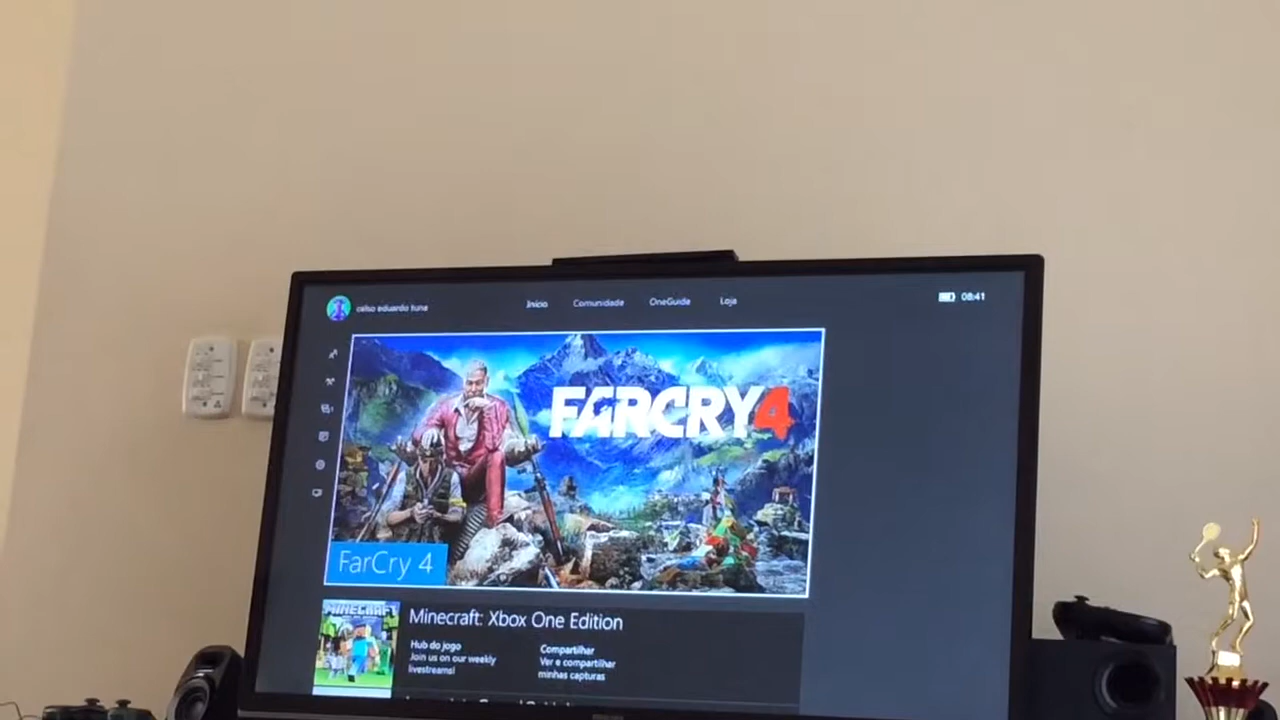 celso eduardo tuna
Início
Comunidade
OneGuide
Loja
08:41
FARCRY4
FarCry 4
MINECRAFT
Minecraft: Xbox One Edition
Hub do jogo
Join us on our weekly
livestreams!
Compartilhar
Ver e compartilhar
minhas capturas